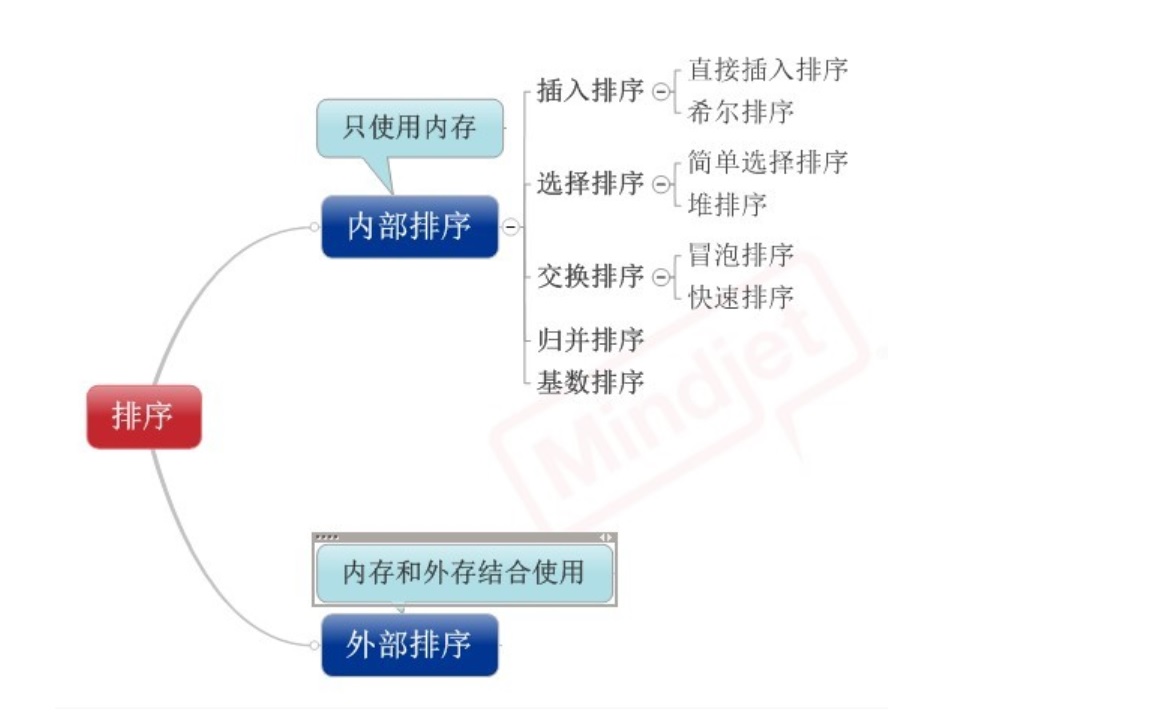 直接插入排序
插入排序
希尔排序
只使用内存
简单选择排序
选择排序
堆排序
内部排序
冒泡排序
交换排序
快速排序
归并排序
基数排序
排序
内存和外存结合使用
外部排序
Mindjet